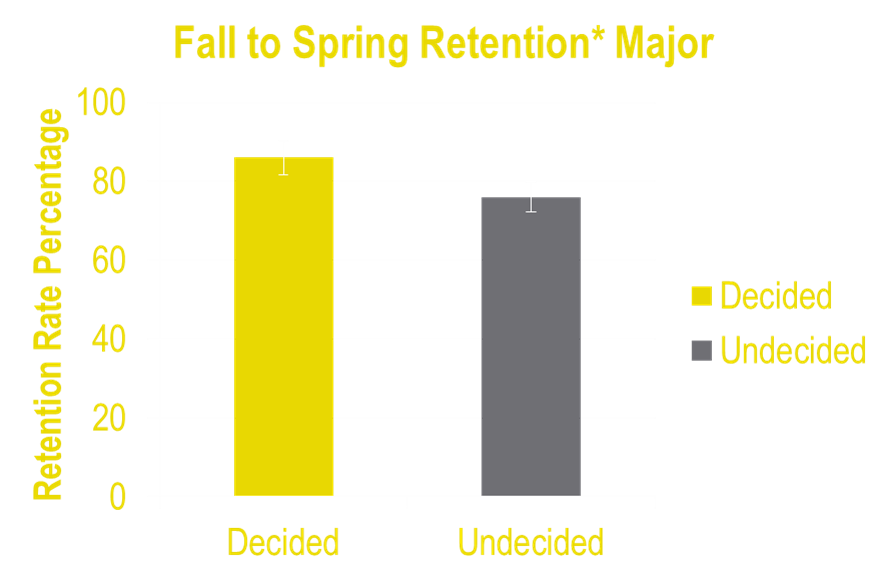 Fall to Spring Retention* Major
Retention Rate Percentage
100
80
60
40
20
0
Decided
Undecided
Decided
Undecided